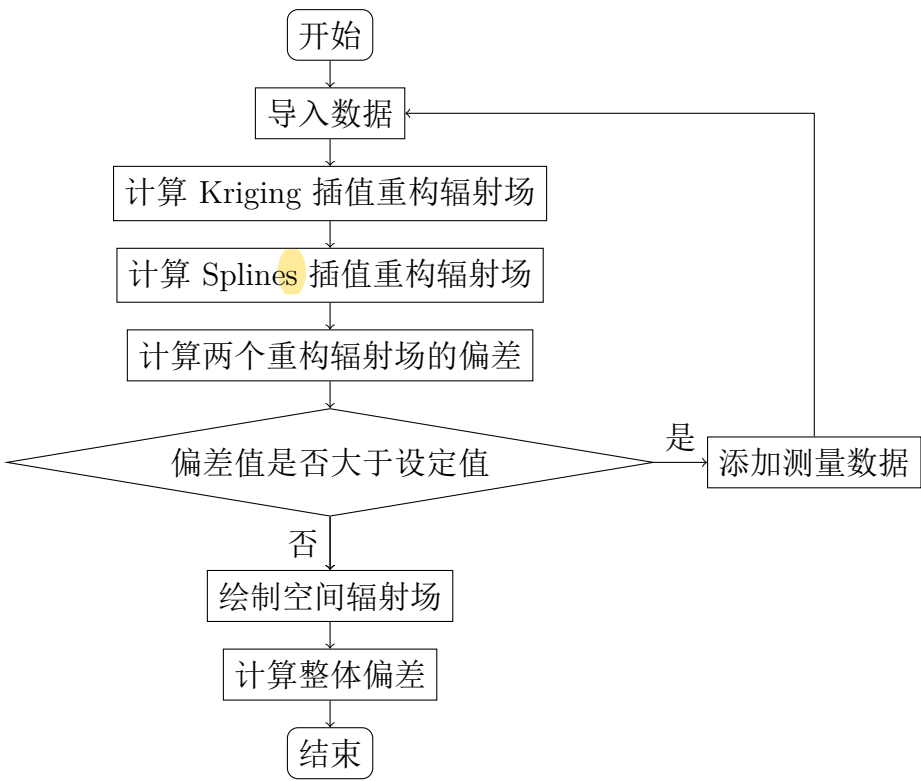 开始
导入数据
计算 Kriging 插值重构辐射场
计算 Splines 插值重构辐射场
计算两个重构辐射场的偏差
偏差值是否大于设定值
是
添加测量数据
否
绘制空间辐射场
计算整体偏差
结束